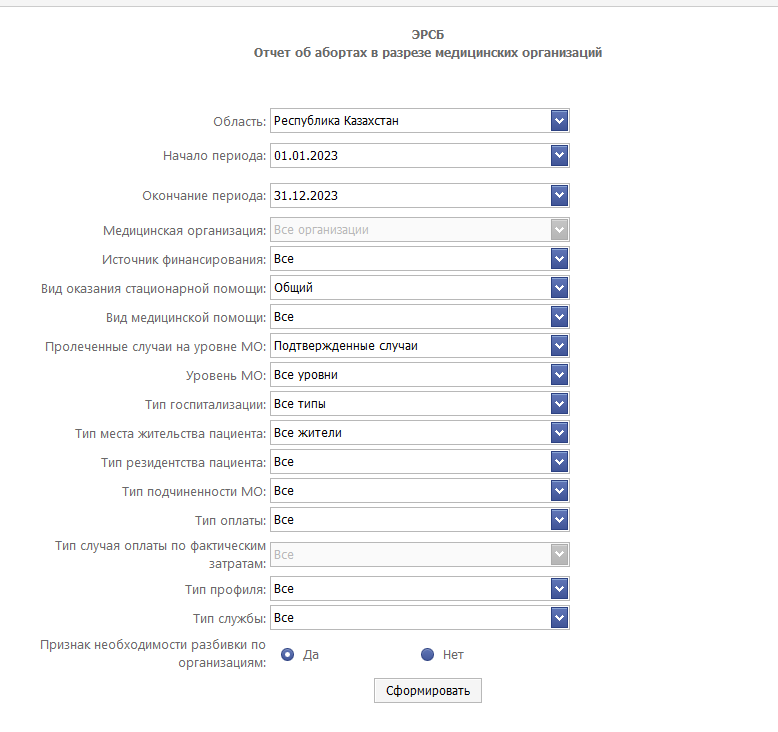 ЭРСБ
Отчет об абортах в разрезе медицинских организаций
Область: Республика Казахстан
Начало периода: 01.01.2023
Окончание периода: 31.12.2023
Медицинская организация: Все организации
Источник финансирования: Все
Вид оказания стационарной помощи: Общий
Вид медицинской помощи: Все
Пролеченные случаи на уровне МО: Подтвержденные случаи
Уровень МО: Все уровни
Тип госпитализации: Все типы
Тип места жительства пациента: Все жители
Тип резидентства пациента: Все
Тип подчиненности МО: Все
Тип оплаты: Все
Тип случая оплаты по фактическим
затратам: Все
Тип профиля: Все
Тип службы: Все
Признак необходимости разбивки по
организациям: Да Нет
Сформировать